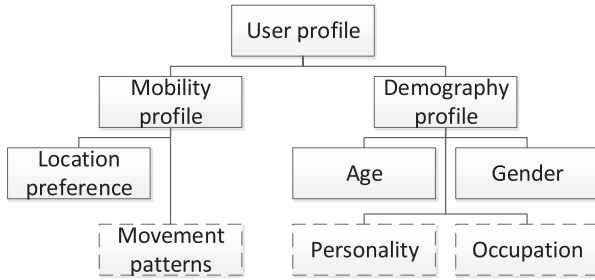 User profile
Mobility
profile
Demography
profile
Location
preference
Age
Gender
Movement
patterns
Personality
Occupation